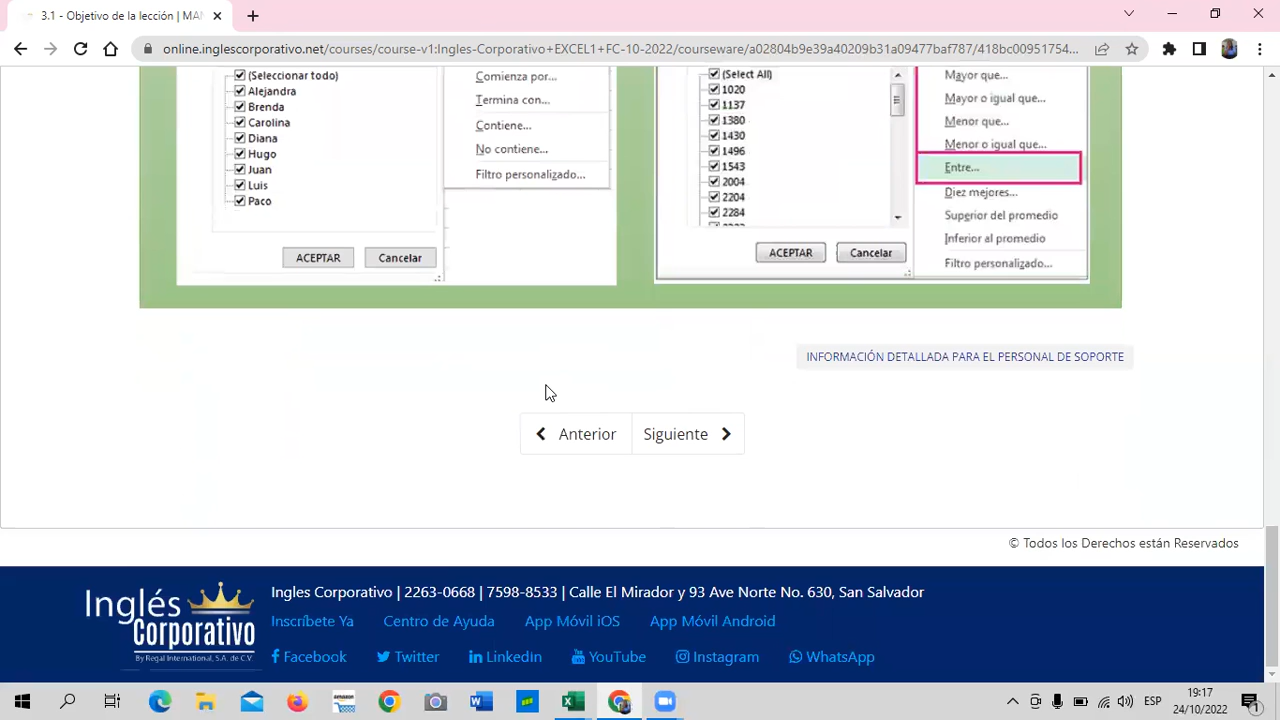 3.1 - Objetivo de la lección | MAN
online.inglescorporativo.net/courses/course-v1:Ingles-Corporativo+EXCEL1+FC-10-2022/courseware/a02804b9e39a40209b31a09477baf787/418bc00951754...
(Seleccionar todo)
Alejandra
Brenda
Carolina
Diana
Hugo
Juan
Luis
Paco
ACEPTAR
Cancelar
Comienza por...
Termina con...
Contiene...
No contiene...
Filtro personalizado...
(Select All)
1020
1137
1380
1430
1496
1543
2004
2204
2284
ACEPTAR
Cancelar
Mayor que...
Mayor o igual que...
Menor que...
Menor o igual que...
Entre...
Diez mejores...
Superior del promedio
Inferior al promedio
Filtro personalizado...
INFORMACIÓN DETALLADA PARA EL PERSONAL DE SOPORTE
Anterior
Siguiente
© Todos los Derechos están Reservados
Inglés Corporativo
By Regal International, S.A. de C.V.
Ingles Corporativo | 2263-0668 | 7598-8533 | Calle El Mirador y 93 Ave Norte No. 630, San Salvador
Inscríbete Ya
Centro de Ayuda
App Móvil iOS
App Móvil Android
Facebook
Twitter
LinkedIn
YouTube
Instagram
WhatsApp
ESP
19:17
24/10/2022